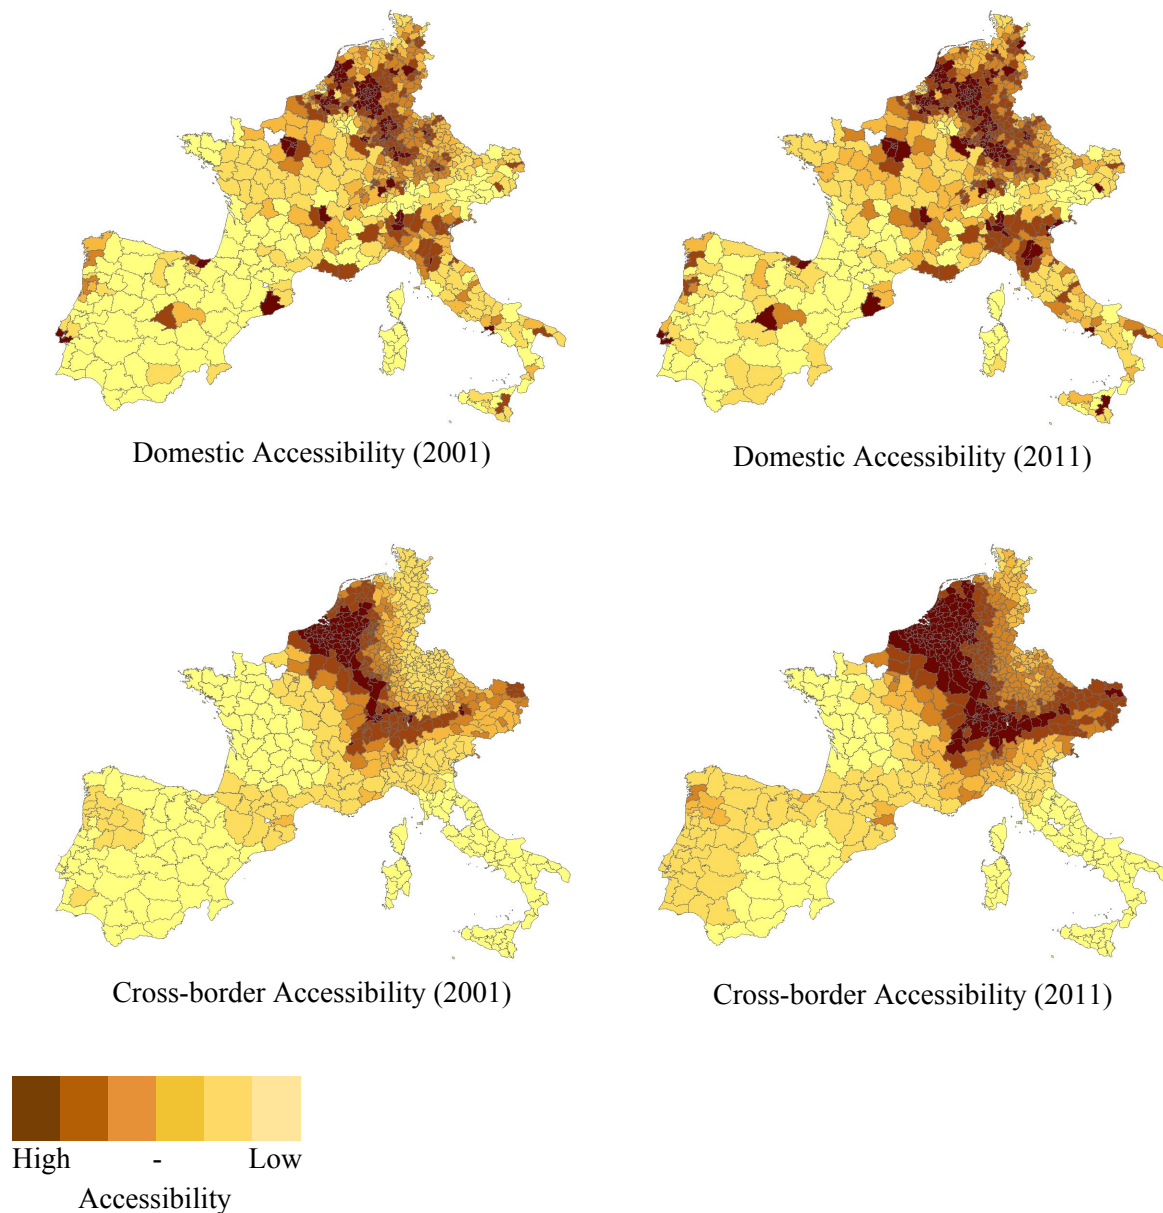 Domestic Accessibility (2001)
Domestic Accessibility (2011)
Cross-border Accessibility (2001)
Cross-border Accessibility (2011)
High - Low
Accessibility